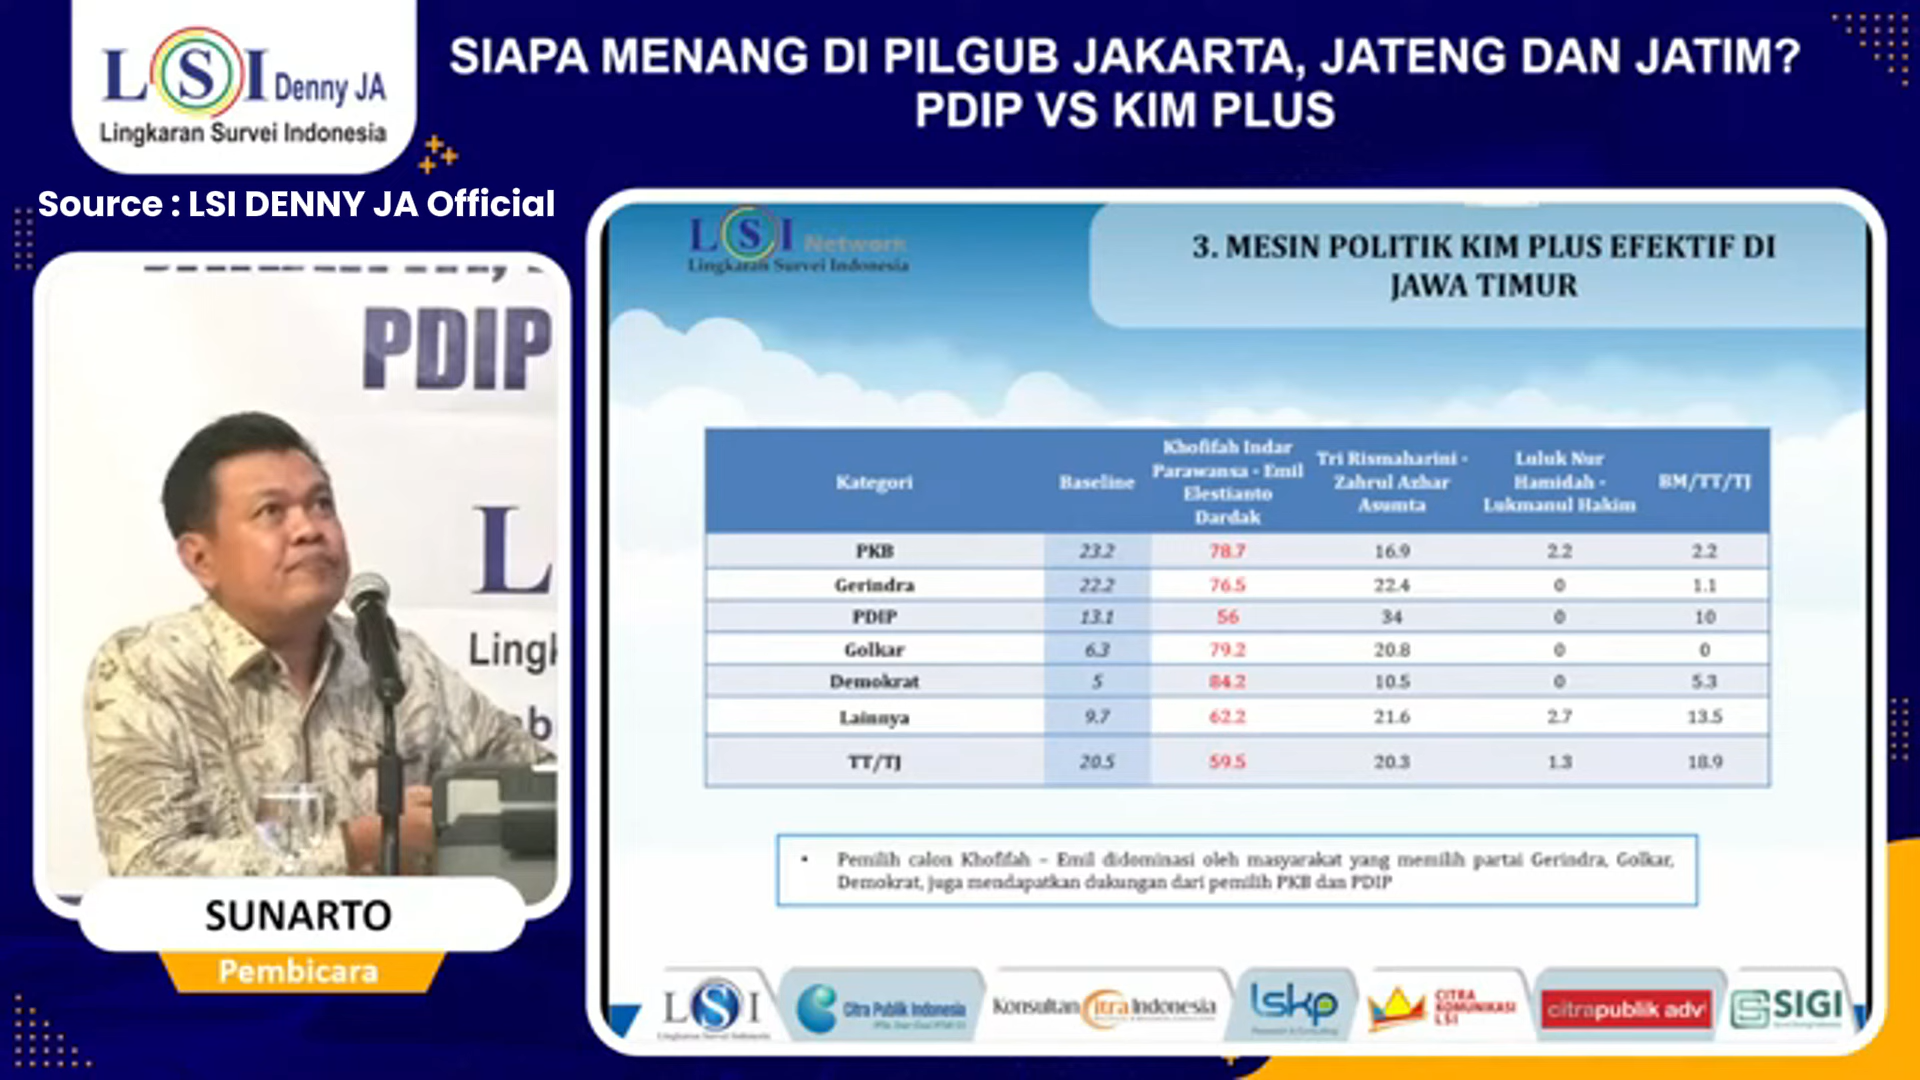 LSI Denny JA
Lingkaran Survei Indonesia
SIAPA MENANG DI PILGUB JAKARTA, JATENG DAN JATIM?
PDIP VS KIM PLUS
Source : LSI DENNY JA Official
PDIP
L
Lingk
SUNARTO
Pembicara
LSI Network
Lingkaran Survei Indonesia
3. MESIN POLITIK KIM PLUS EFEKTIF DI
JAWA TIMUR
Kategori Baseline Khofifah Indar Parawansa - Emil Elestianto Dardak Tri Rismaharini - Zahrul Azhar Asumta Luluk Nur Hamidah - Lukmanul Hakim BM/TT/TJ
PKB 23.2 78.7 16.9 2.2 2.2
Gerindra 22.2 76.5 22.4 0 1.1
PDIP 13.1 56 34 0 10
Golkar 6.3 79.2 20.8 0 0
Demokrat 5 84.2 10.5 0 5.3
Lainnya 9.7 62.2 21.6 2.7 13.5
TT/TJ 20.5 59.5 20.3 1.3 18.9
• Pemilih calon Khofifah – Emil didominasi oleh masyarakat yang memilih partai Gerindra, Golkar,
Demokrat, juga mendapatkan dukungan dari pemilih PKB dan PDIP
LSI
Lingkaran Survei Indonesia
Citra Publik Indonesia
Konsultan Citra Indonesia
lskp
CITRA
KOMUNIKASI
LSI
citrapublik adv
SIGI